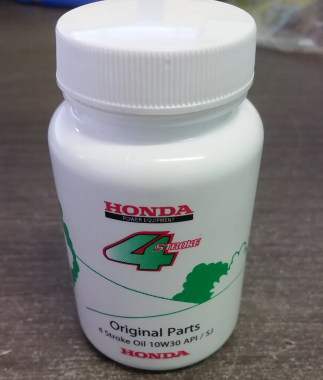 HONDA
POWER EQUIPMENT
4 STROKE
Original Parts
4 Stroke Oil 10W30 API / SJ
HONDA